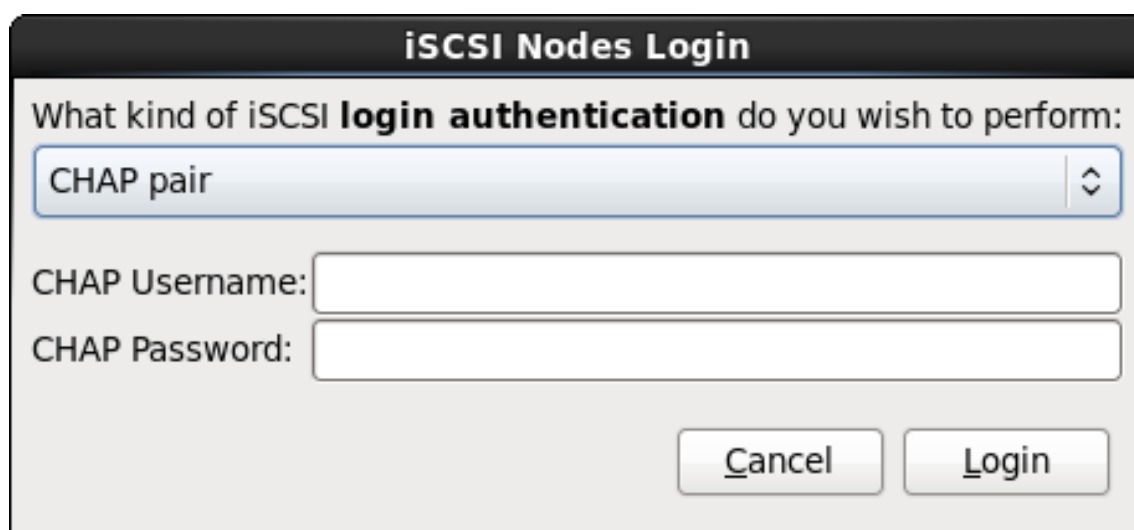 iSCSI Nodes Login
What kind of iSCSI login authentication do you wish to perform:
CHAP pair
CHAP Username:
CHAP Password:
Cancel Login